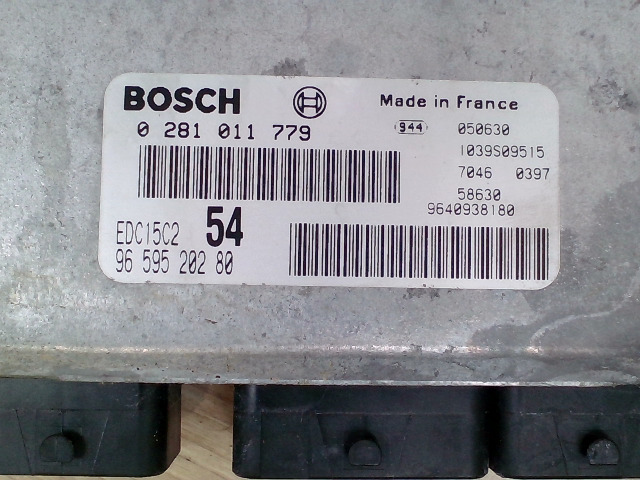 BOSCH
Made in France
0 281 011 779
944
050630
1039S09515
7046 0397
58630
9640938180
EDC15C2 54
96 595 202 80